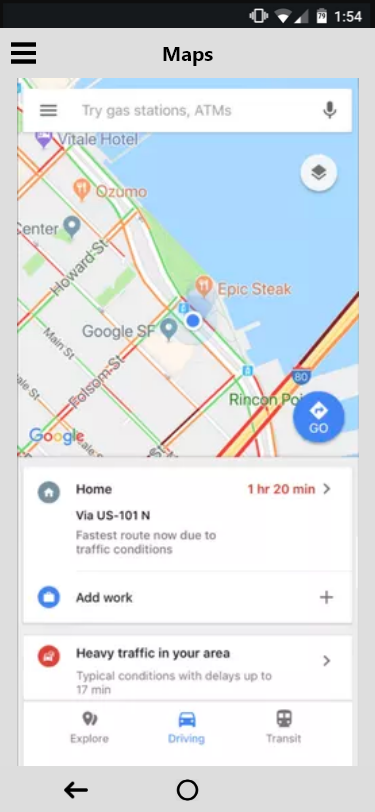 79 1:54
Maps
Try gas stations, ATMs
Vitale Hotel
Ozumo
Center
Howard St
Epic Steak
Google SF
Main St
Folsom St
80
Rincon Poi
Google
GO
Home 1 hr 20 min
Via US-101 N
Fastest route now due to
traffic conditions
Add work
Heavy traffic in your area
Typical conditions with delays up to
17 min
Explore Driving Transit